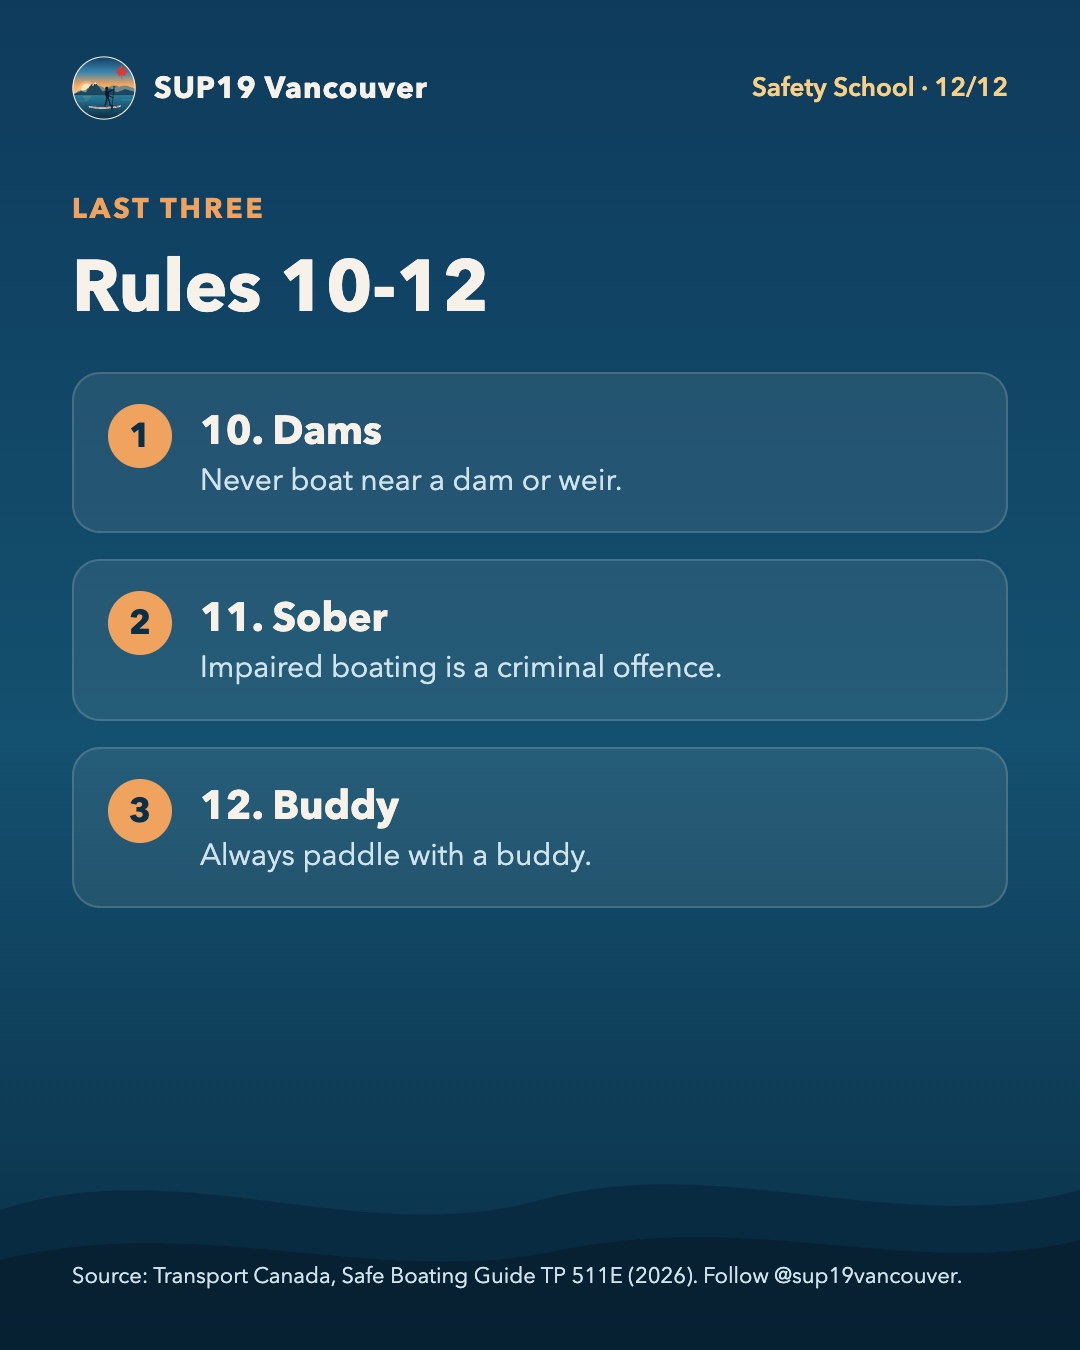 SUP19 Vancouver
Safety School · 12/12
LAST THREE
Rules 10-12
1
10. Dams
Never boat near a dam or weir.
2
11. Sober
Impaired boating is a criminal offence.
3
12. Buddy
Always paddle with a buddy.
Source: Transport Canada, Safe Boating Guide TP 511E (2026). Follow @sup19vancouver.